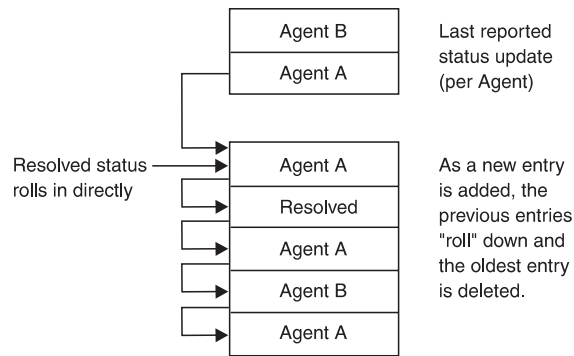 Agent B
Agent A
Last reported
status update
(per Agent)
Resolved status
rolls in directly
Agent A
Resolved
Agent A
Agent B
Agent A
As a new entry
is added, the
previous entries
"roll" down and
the oldest entry
is deleted.